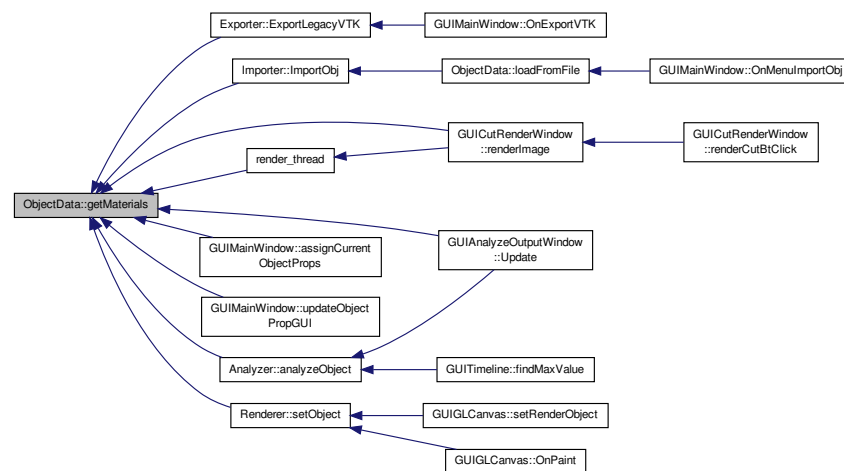 Exporter::ExportLegacyVTK
GUIMainWindow::OnExportVTK
Importer::ImportObj
ObjectData::loadFromFile
GUIMainWindow::OnMenuImportObj
GUICutRenderWindow
::renderImage
GUICutRenderWindow
::renderCutBtClick
render_thread
ObjectData::getMaterials
GUIMainWindow::assignCurrent
ObjectProps
GUIAnalyzeOutputWindow
::Update
GUIMainWindow::updateObject
PropGUI
Analyzer::analyzeObject
GUITimeline::findMaxValue
Renderer::setObject
GUIGLCanvas::setRenderObject
GUIGLCanvas::OnPaint